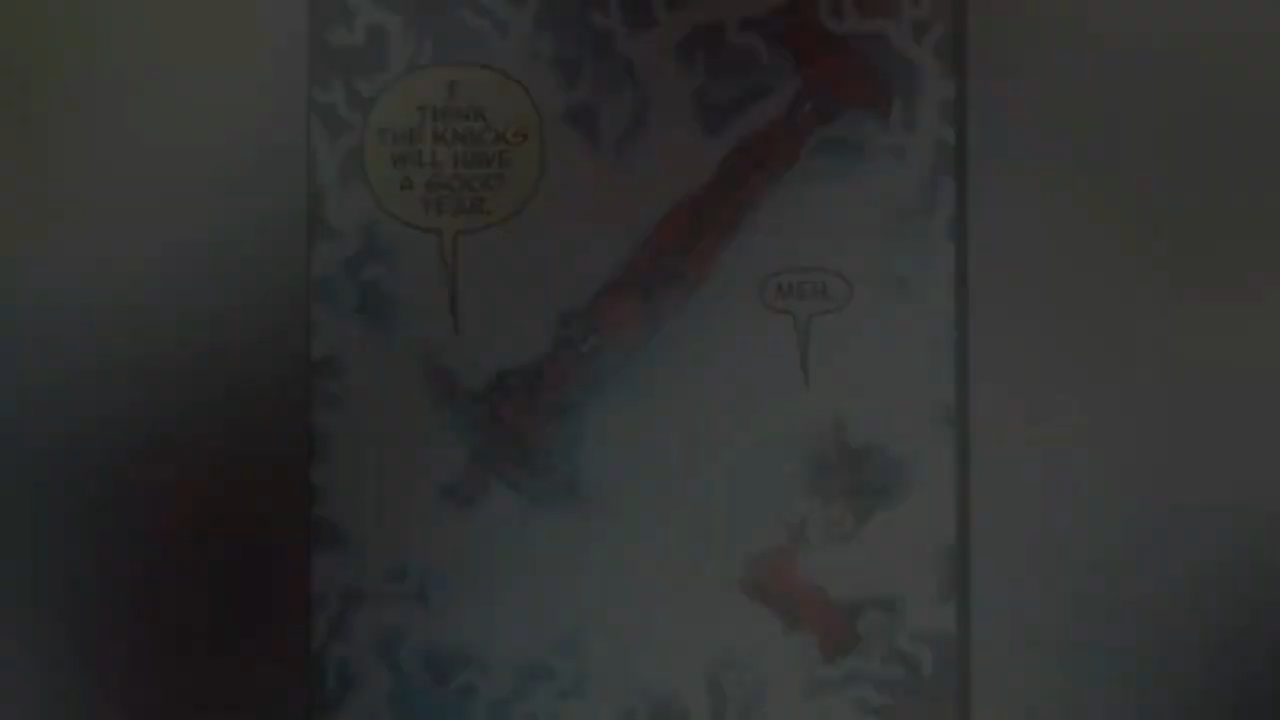 I
THINK
THE KNICKS
WILL HAVE
A GOOD
YEAR.
MEH.